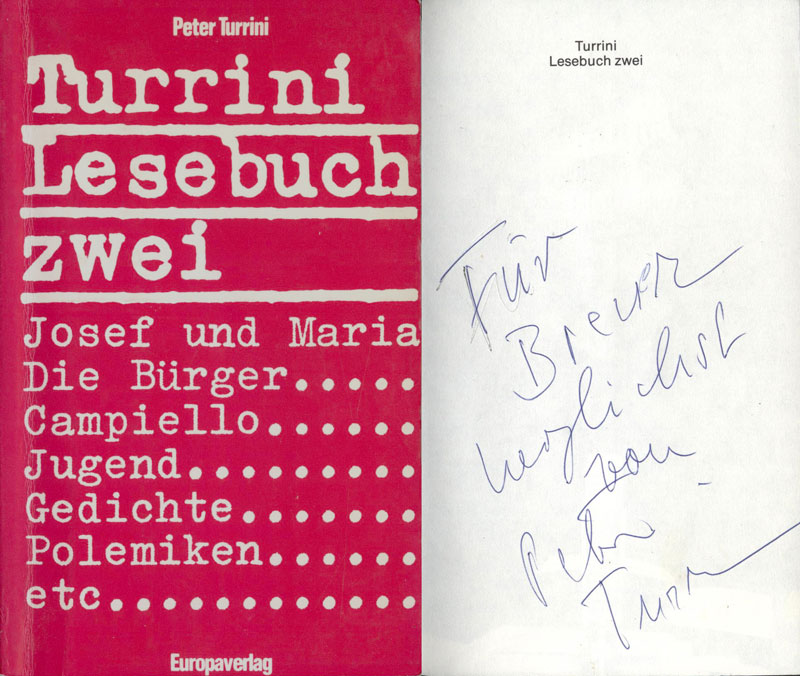 Peter Turrini
Turrini
Lesebuch
zwei
Josef und Maria
Die Bürger.....
Campiello......
Jugend.........
Gedichte.......
Polemiken......
etc............
Europaverlag
Turrini
Lesebuch zwei
Für
herzlichst
von
Peter
Turrini